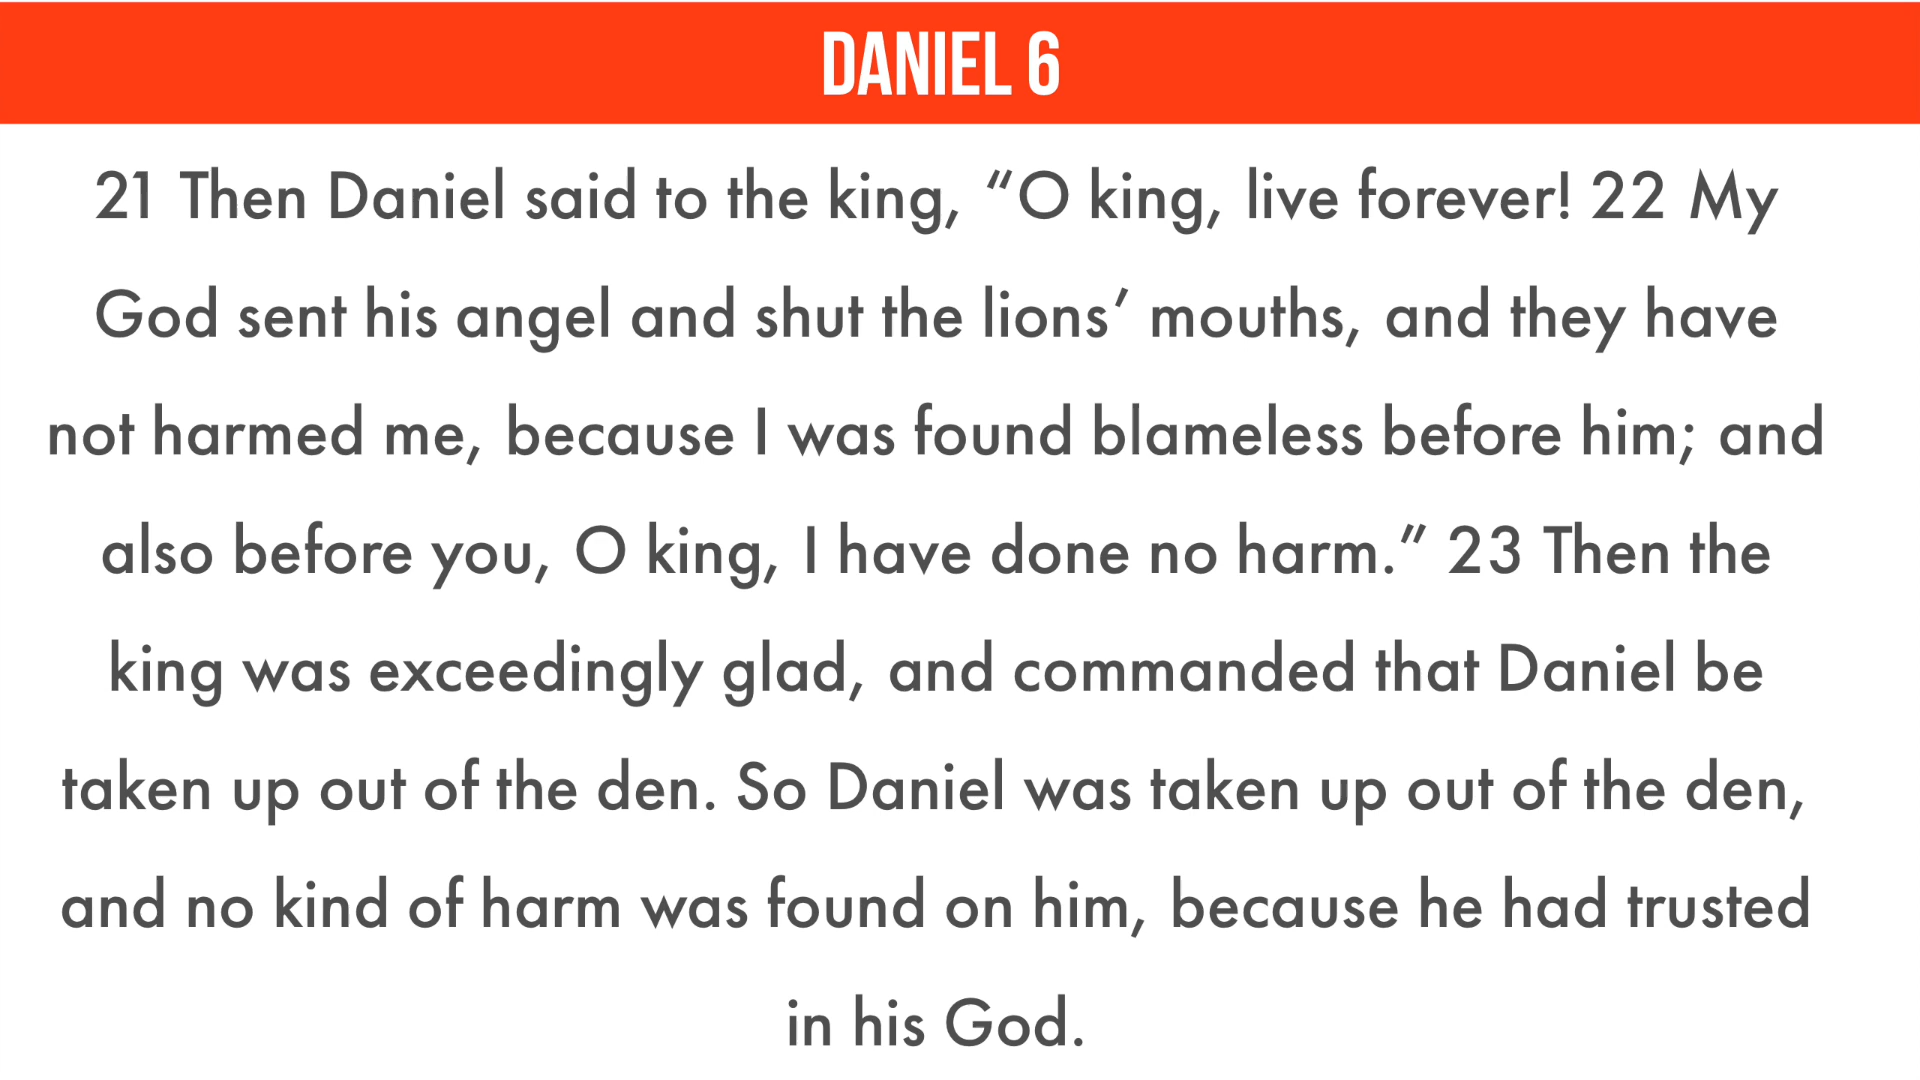 DANIEL 6
21 Then Daniel said to the king, “O king, live forever! 22 My
God sent his angel and shut the lions’ mouths, and they have
not harmed me, because I was found blameless before him; and
also before you, O king, I have done no harm.” 23 Then the
king was exceedingly glad, and commanded that Daniel be
taken up out of the den. So Daniel was taken up out of the den,
and no kind of harm was found on him, because he had trusted
in his God.